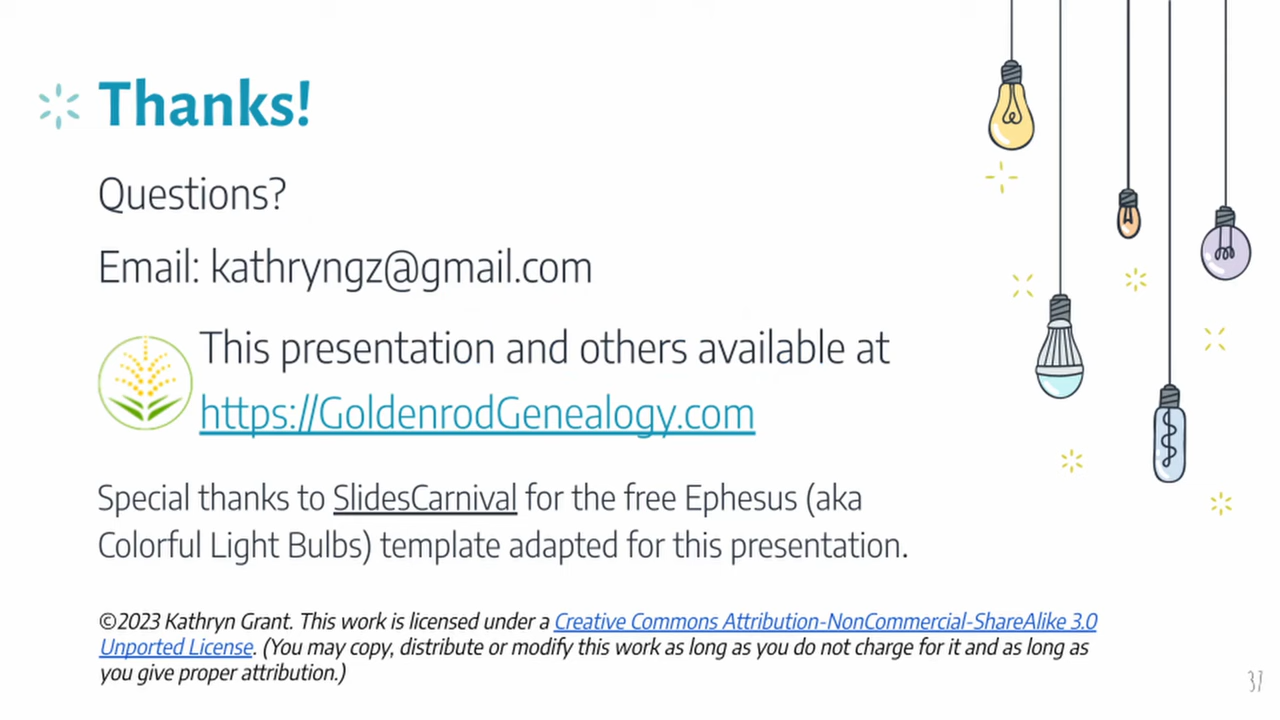 Thanks!
Questions?
Email: kathryngz@gmail.com
This presentation and others available at
https://GoldenrodGenealogy.com
Special thanks to SlidesCarnival for the free Ephesus (aka
Colorful Light Bulbs) template adapted for this presentation.
©2023 Kathryn Grant. This work is licensed under a Creative Commons Attribution-NonCommercial-ShareAlike 3.0
Unported License. (You may copy, distribute or modify this work as long as you do not charge for it and as long as
you give proper attribution.)
37